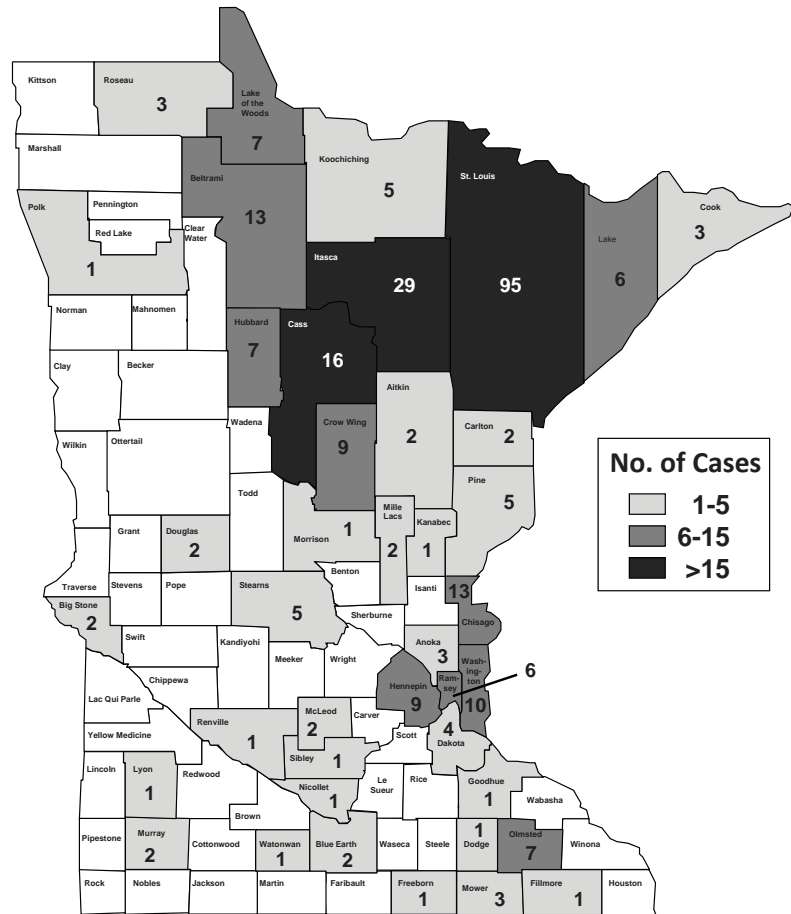 Kittson
Roseau
3
Lake
of the
Woods
7
Marshall
Beltrami
13
Koochiching
5
St. Louis
95
Cook
3
Lake
6
Polk
1
Pennington
Red Lake
Clear
Water
Itasca
29
Norman
Mahnomen
Hubbard
7
Cass
16
Clay
Becker
Aitkin
2
Wadena
Crow Wing
9
Carlton
2
Wilkin
Ottertail
Pine
5
Todd
Mille
Lacs
2
Kanabec
1
Grant
Douglas
2
Morrison
1
Benton
Isanti
13
Chisago
Traverse
Stevens
Pope
Stearns
5
Big Stone
2
Sherburne
Swift
Kandiyohi
Anoka
3
Meeker
Wright
Wash-
ing-
ton
10
Ram-
sey
6
Hennepin
9
Chippewa
Lac Qui Parle
Renville
1
McLeod
2
Carver
Scott
4
Dakota
Yellow Medicine
Sibley
1
Lincoln
Lyon
1
Redwood
Nicollet
1
Le
Sueur
Rice
Goodhue
1
Wabasha
Brown
Pipestone
Murray
2
Cottonwood
Watonwan
1
Blue Earth
2
Waseca
Steele
1
Dodge
Olmsted
7
Winona
Rock
Nobles
Jackson
Martin
Faribault
Freeborn
1
Mower
3
Fillmore
1
Houston
No. of Cases
1-5
6-15
>15